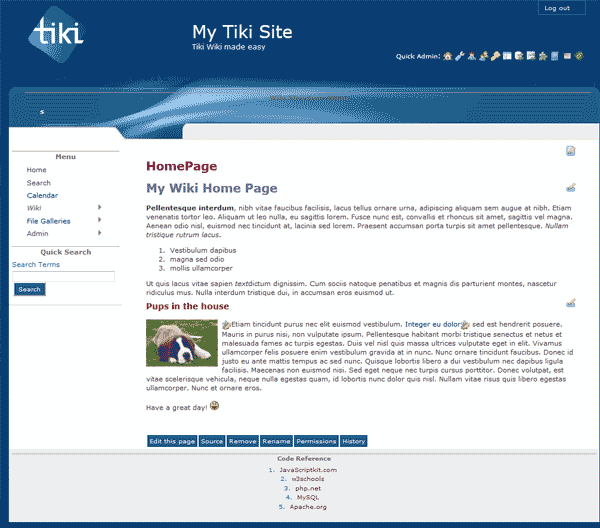 Log out
tiki
My Tiki Site
Tiki Wiki made easy
Quick Admin:
s
Menu
Home
Search
Calendar
Wiki
File Galleries
Admin
Quick Search
Search Terms
Search
HomePage
My Wiki Home Page
Pellentesque interdum, nibh vitae faucibus facilisis, lacus tellus ornare urna, adipiscing aliquam sem augue at nibh. Etiam
venenatis tortor leo. Aliquam ut leo nulla, eu sagittis lorem. Fusce nunc est, convallis et rhoncus sit amet, sagittis vel magna.
Aenean odio nisl, euismod nec tincidunt at, lacinia sed lorem. Praesent accumsan porta turpis sit amet pellentesque. Nullam
tristique rutrum lacus.
1. Vestibulum dapibus
2. magna sed odio
3. mollis ullamcorper
Ut quis lacus vitae sapien textdictum dignissim. Cum sociis natoque penatibus et magnis dis parturient montes, nascetur
ridiculus mus. Nulla interdum tristique dui, in accumsan eros euismod ut.
Pups in the house
Etiam tincidunt purus nec elit euismod vestibulum. Integer eu dolor sed est hendrerit posuere.
Mauris in purus nisi, non vulputate ipsum. Pellentesque habitant morbi tristique senectus et netus et
malesuada fames ac turpis egestas. Duis vel nisl quis massa ultrices vulputate eget in elit. Vivamus
ullamcorper felis posuere enim vestibulum gravida at in nunc. Nunc ornare tincidunt faucibus. Donec id
justo eu ante mattis tempus ac sed nunc. Quisque lobortis libero a dui vestibulum nec dapibus ligula
facilisis. Maecenas non euismod nisi. Sed eget neque nec turpis cursus porttitor. Donec volutpat, est
vitae scelerisque vehicula, neque nulla egestas quam, id lobortis nunc dolor quis nisl. Nullam vitae risus quis libero egestas
ullamcorper. Nunc et ornare eros.
Have a great day!
Edit this page Source Remove Rename Permissions History
Code Reference
1. JavaScriptkit.com
2. w3schools
3. php.net
4. MySQL
5. Apache.org